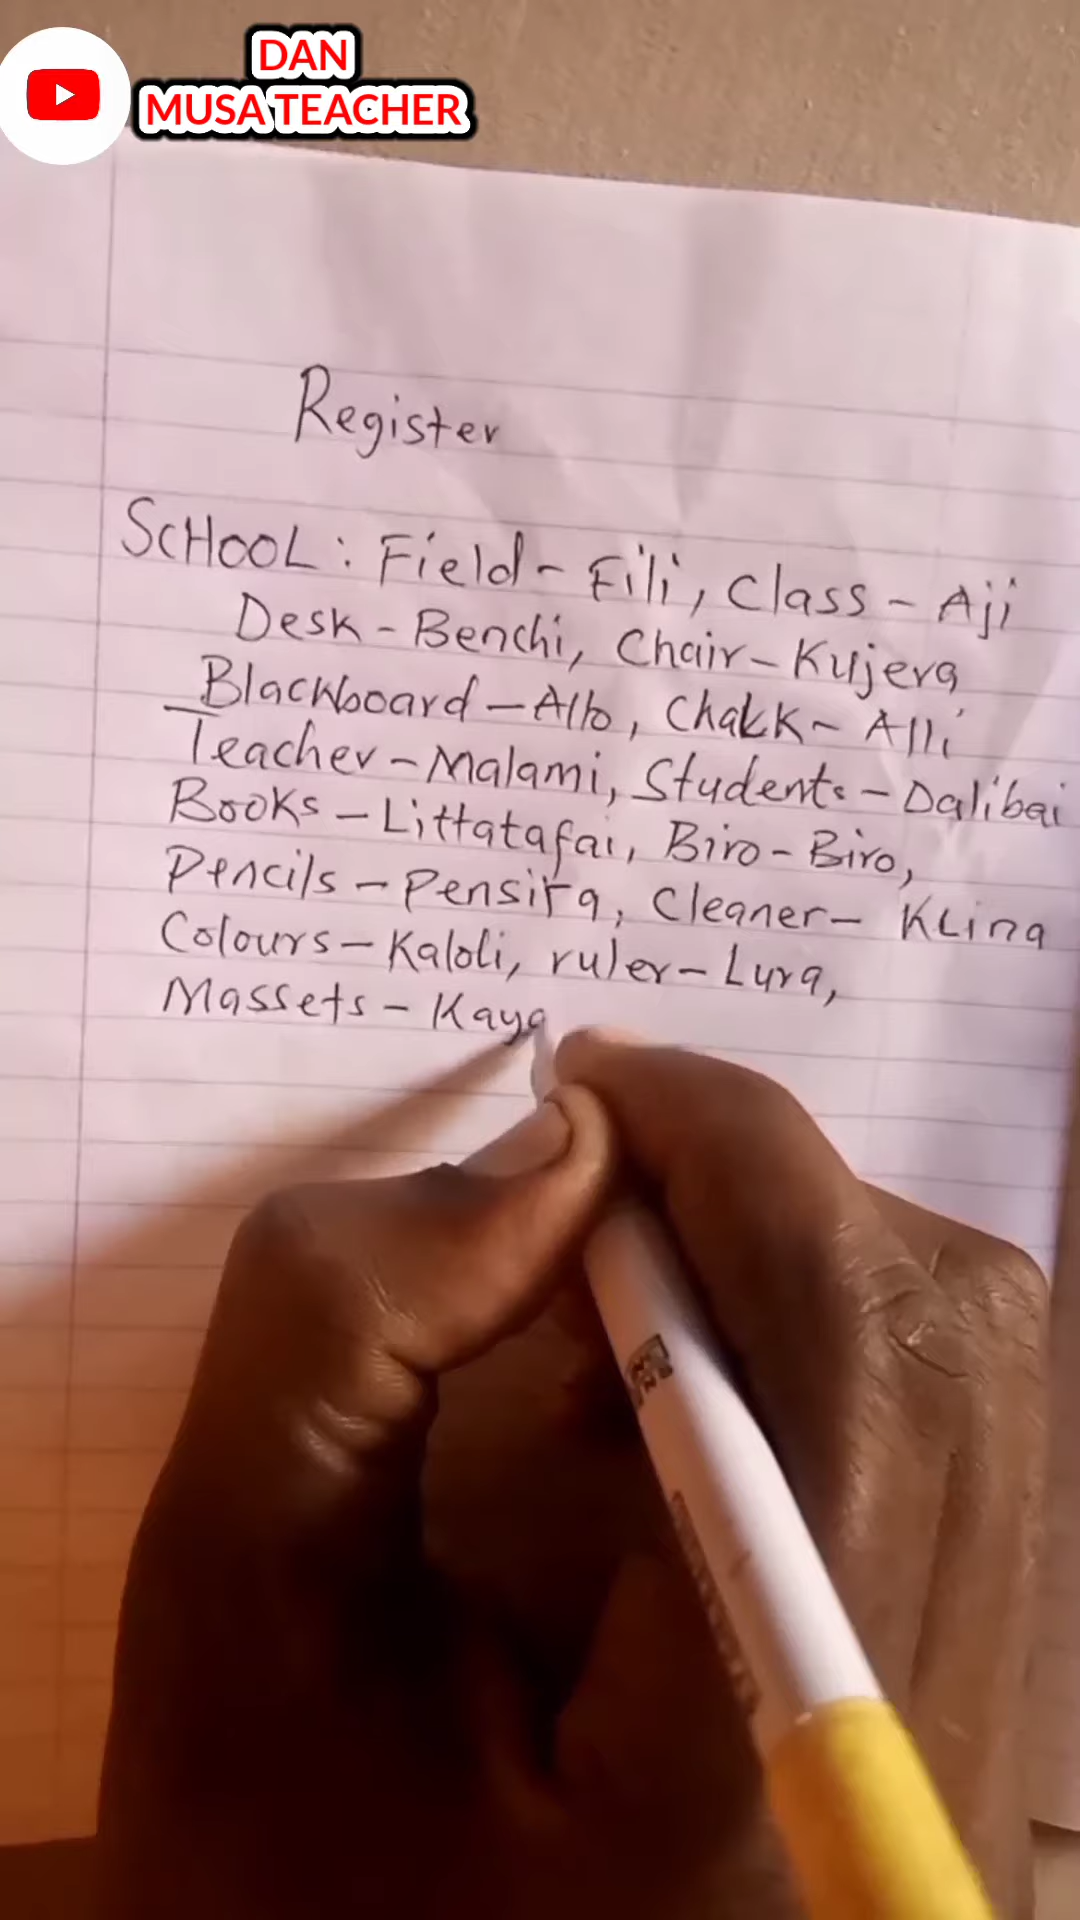 DAN
MUSA TEACHER
Register
SCHOOL: Field - Fili, Class - Aji
Desk - Benchi, Chair - Kujera
Blackboard - Allo, Chakk - Alli
Teacher - Malami, Students - Dalibai
Books - Littatafai, Biro - Biro,
Pencils - Pensira, Cleaner - Klina
Colours - Kaloli, ruler - Lura,
Massets - Kaya